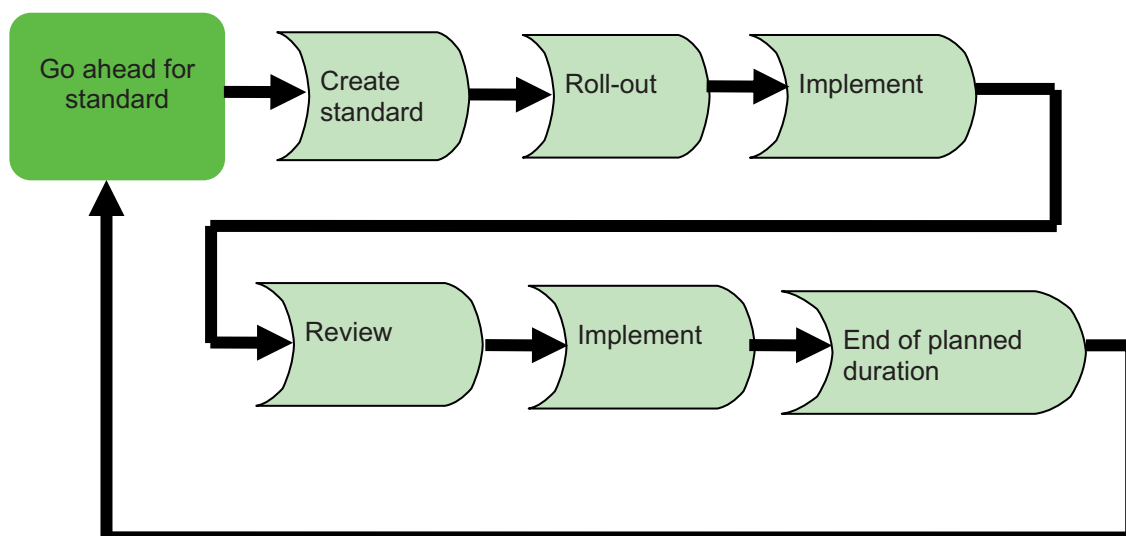 Go ahead for
standard
Create
standard
Roll-out
Implement
Review
Implement
End of planned
duration